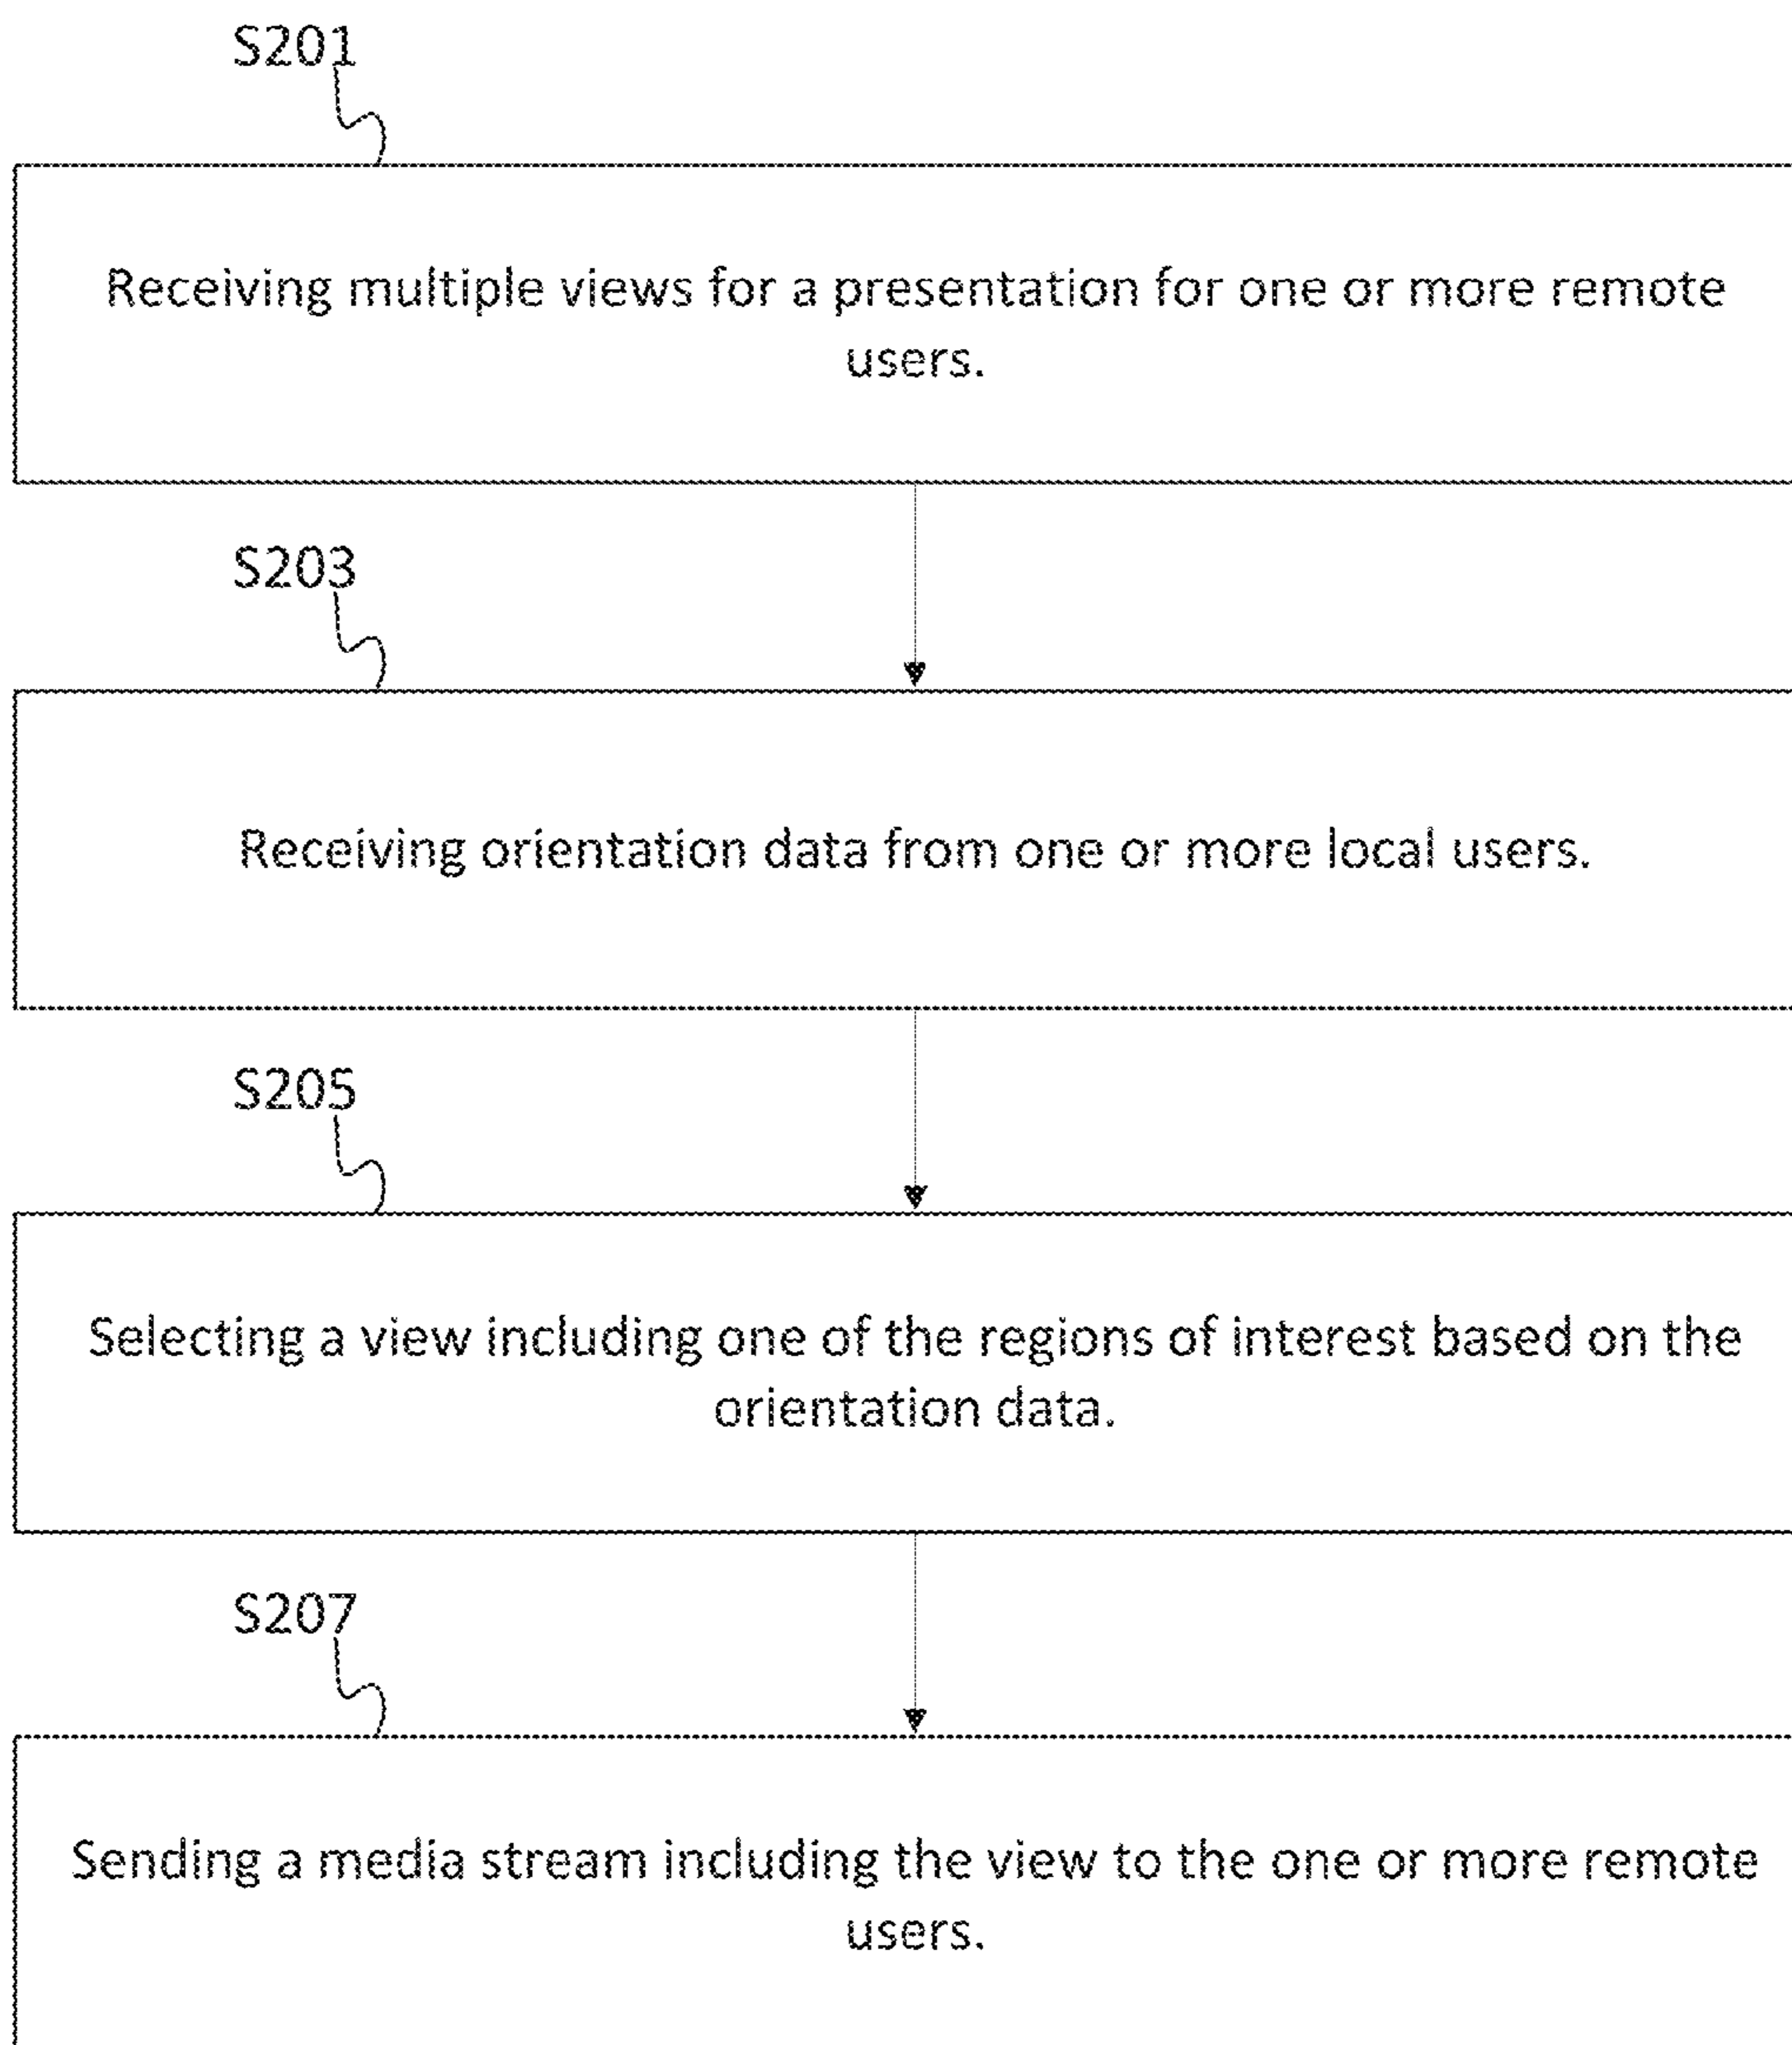 S201
Receiving multiple views for a presentation for one or more remote
users.
S203
Receiving orientation data from one or more local users.
S205
Selecting a view including one of the regions of interest based on the
orientation data.
S207
Sending a media stream including the view to the one or more remote
users.